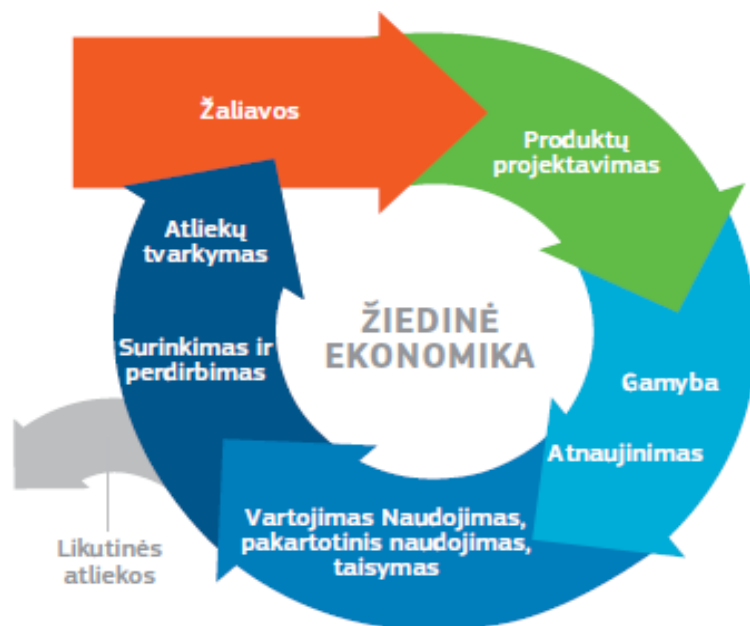 Žaliavos
Produktų
projektavimas
Gamyba
Atnaujinimas
Vartojimas Naudojimas,
pakartotinis naudojimas,
taisymas
Atliekų
tvarkymas
Surinkimas ir
perdirbimas
Likutinės
atliekos
ŽIEDINĖ
EKONOMIKA